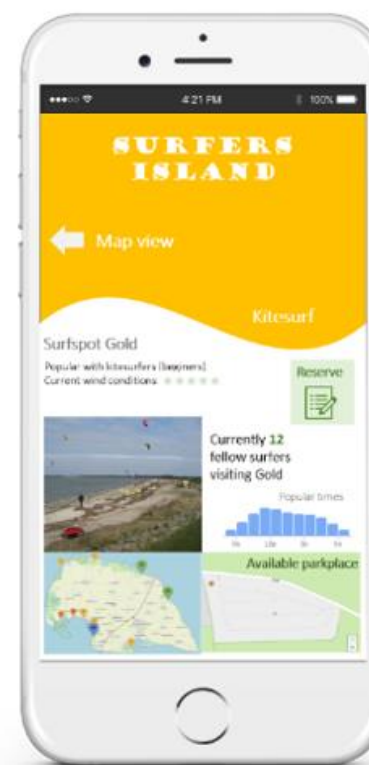 4:21 PM
100%
SURFERS
ISLAND
Map view
Kitesurf
Surfspot Gold
Popular with kitesurfers (beginners)
Current wind conditions
Reserve
Currently 12
fellow surfers
visiting Gold
Popular times
Available parkplace